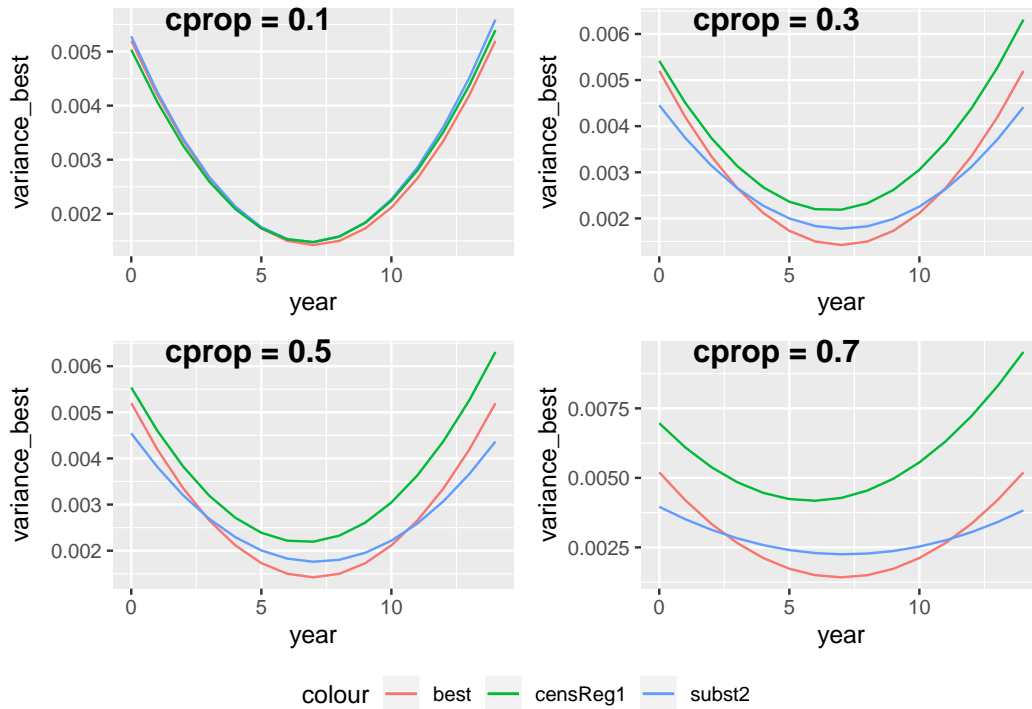 cprop = 0.1
variance_best
0.005
0.004
0.003
0.002
0
5
10
year
cprop = 0.3
variance_best
0.006
0.005
0.004
0.003
0.002
0
5
10
year
cprop = 0.5
variance_best
0.006
0.005
0.004
0.003
0.002
0
5
10
year
cprop = 0.7
variance_best
0.0075
0.0050
0.0025
0
5
10
year
colour best censReg1 subst2